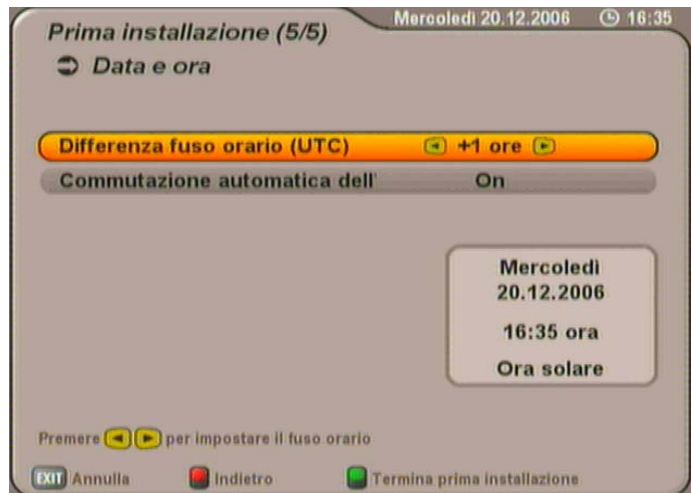 Prima installazione (5/5)
Mercoledì 20.12.2006 16:35
Data e ora
Differenza fuso orario (UTC) +1 ore
Commutazione automatica dell' On
Mercoledì
20.12.2006
16:35 ora
Ora solare
Premere per impostare il fuso orario
EXIT Annulla Indietro Termina prima installazione